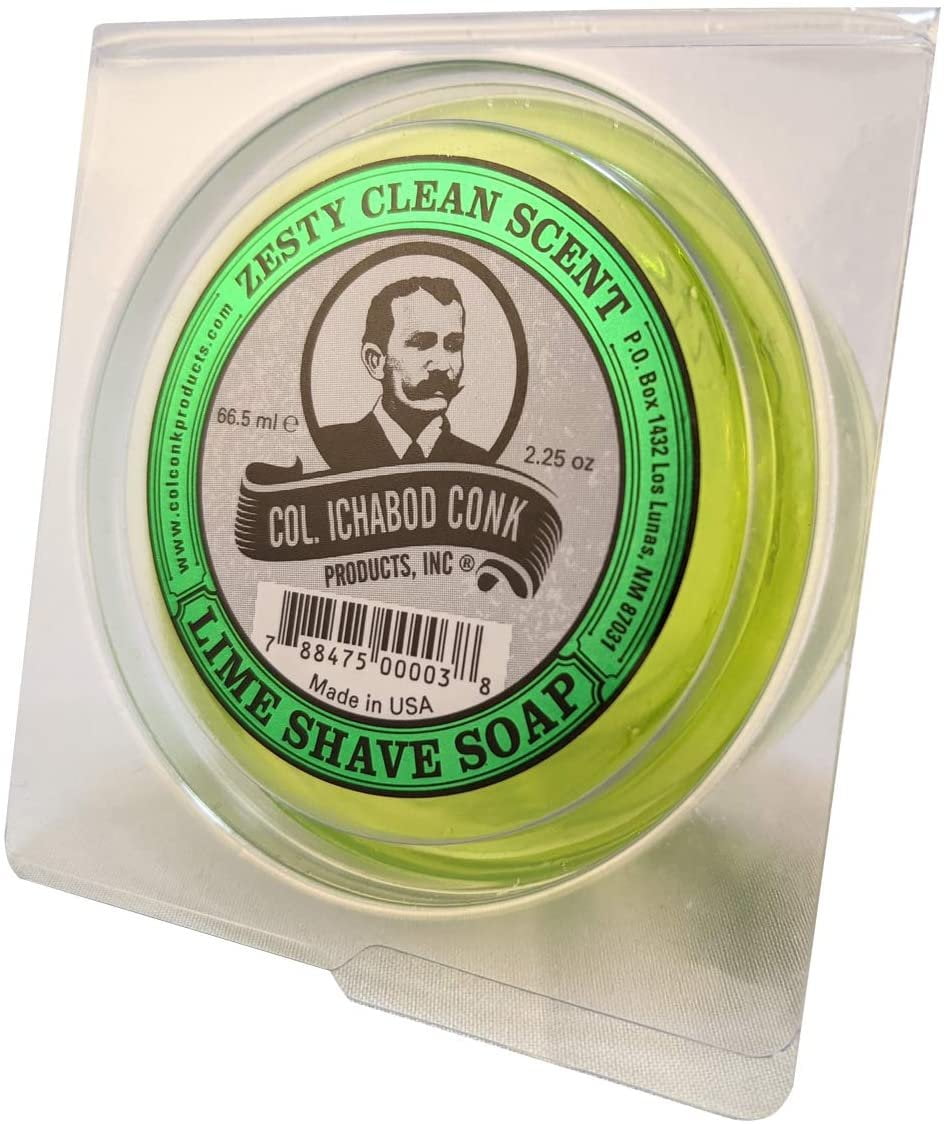 ZESTY CLEAN SCENT
www.colconkproducts.com
P.O. Box 1432 Los Lunas, NM 87031
66.5 ml ℮
2.25 oz
COL. ICHABOD CONK
PRODUCTS, INC ®
7 88475 00003 8
Made in USA
LIME SHAVE SOAP